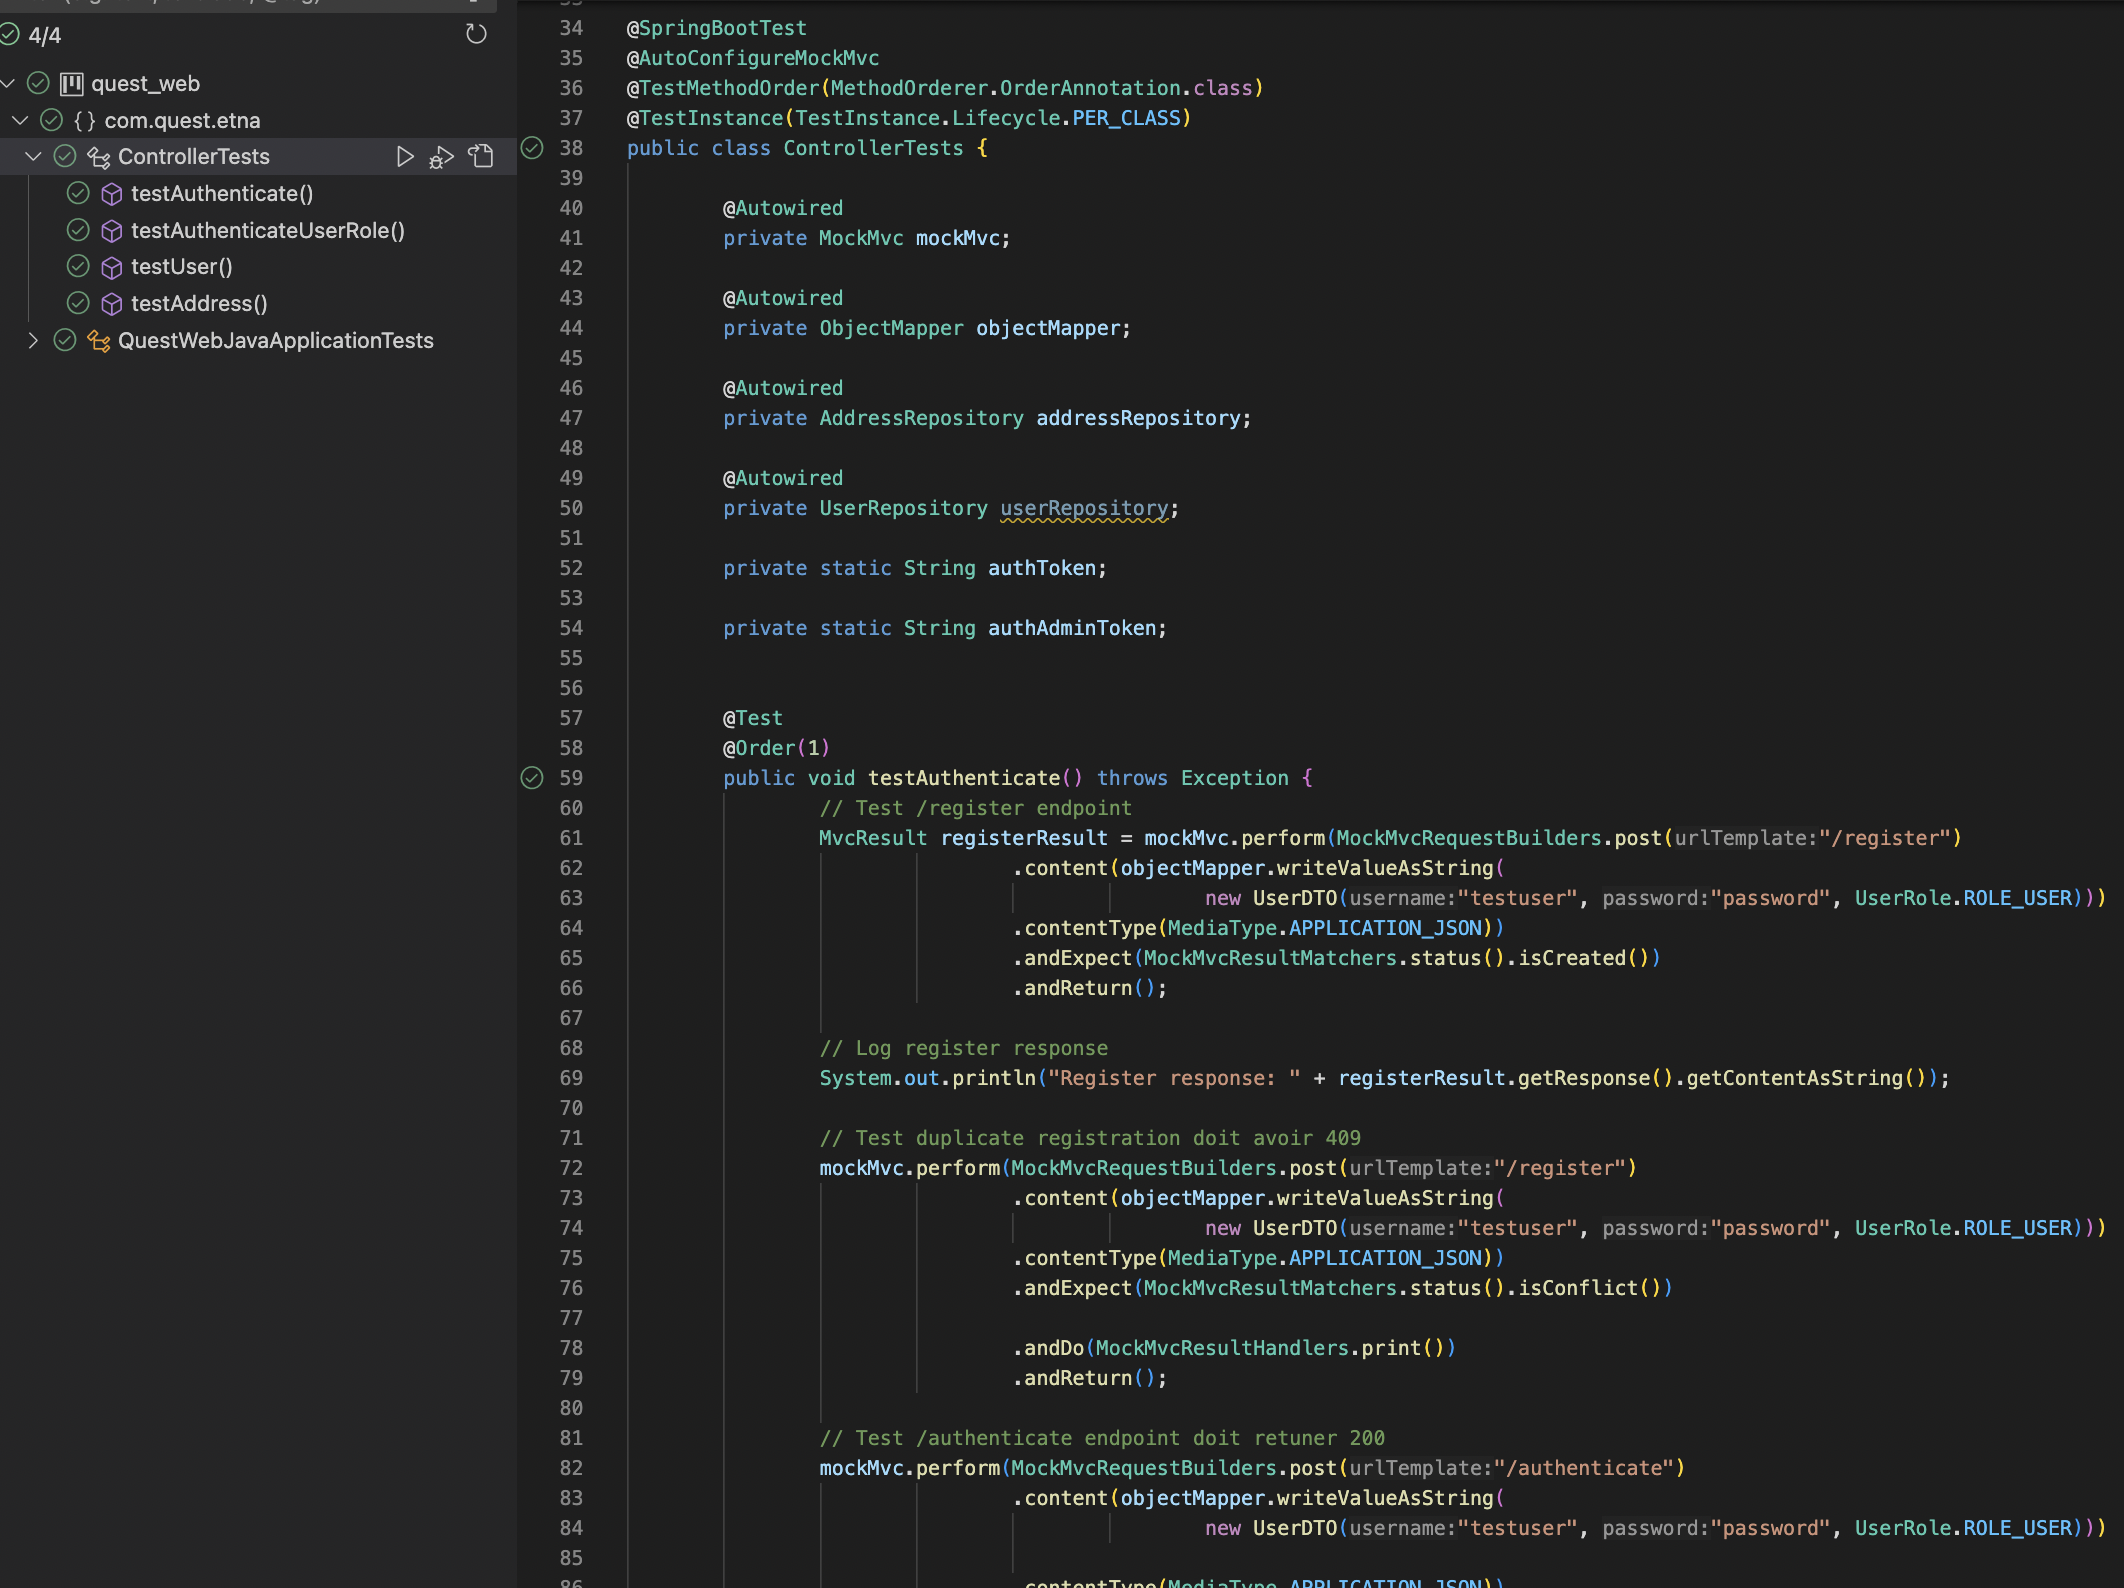 4/4
quest_web
{} com.quest.etna
ControllerTests
testAuthenticate()
testAuthenticateUserRole()
testUser()
testAddress()
QuestWebJavaApplicationTests
34 @SpringBootTest
35 @AutoConfigureMockMvc
36 @TestMethodOrder(MethodOrderer.OrderAnnotation.class)
37 @TestInstance(TestInstance.Lifecycle.PER_CLASS)
38 public class ControllerTests {
39
40 @Autowired
41 private MockMvc mockMvc;
42
43 @Autowired
44 private ObjectMapper objectMapper;
45
46 @Autowired
47 private AddressRepository addressRepository;
48
49 @Autowired
50 private UserRepository userRepository;
51
52 private static String authToken;
53
54 private static String authAdminToken;
55
56
57 @Test
58 @Order(1)
59 public void testAuthenticate() throws Exception {
60 // Test /register endpoint
61 MvcResult registerResult = mockMvc.perform(MockMvcRequestBuilders.post(urlTemplate:"/register")
62 .content(objectMapper.writeValueAsString(
63 new UserDTO(username:"testuser", password:"password", UserRole.ROLE_USER)))
64 .contentType(MediaType.APPLICATION_JSON))
65 .andExpect(MockMvcResultMatchers.status().isCreated())
66 .andReturn();
67
68 // Log register response
69 System.out.println("Register response: " + registerResult.getResponse().getContentAsString());
70
71 // Test duplicate registration doit avoir 409
72 mockMvc.perform(MockMvcRequestBuilders.post(urlTemplate:"/register")
73 .content(objectMapper.writeValueAsString(
74 new UserDTO(username:"testuser", password:"password", UserRole.ROLE_USER)))
75 .contentType(MediaType.APPLICATION_JSON))
76 .andExpect(MockMvcResultMatchers.status().isConflict())
77
78 .andDo(MockMvcResultHandlers.print())
79 .andReturn();
80
81 // Test /authenticate endpoint doit retuner 200
82 mockMvc.perform(MockMvcRequestBuilders.post(urlTemplate:"/authenticate")
83 .content(objectMapper.writeValueAsString(
84 new UserDTO(username:"testuser", password:"password", UserRole.ROLE_USER)))
85
86 .contentType(MediaType.APPLICATION_JSON))